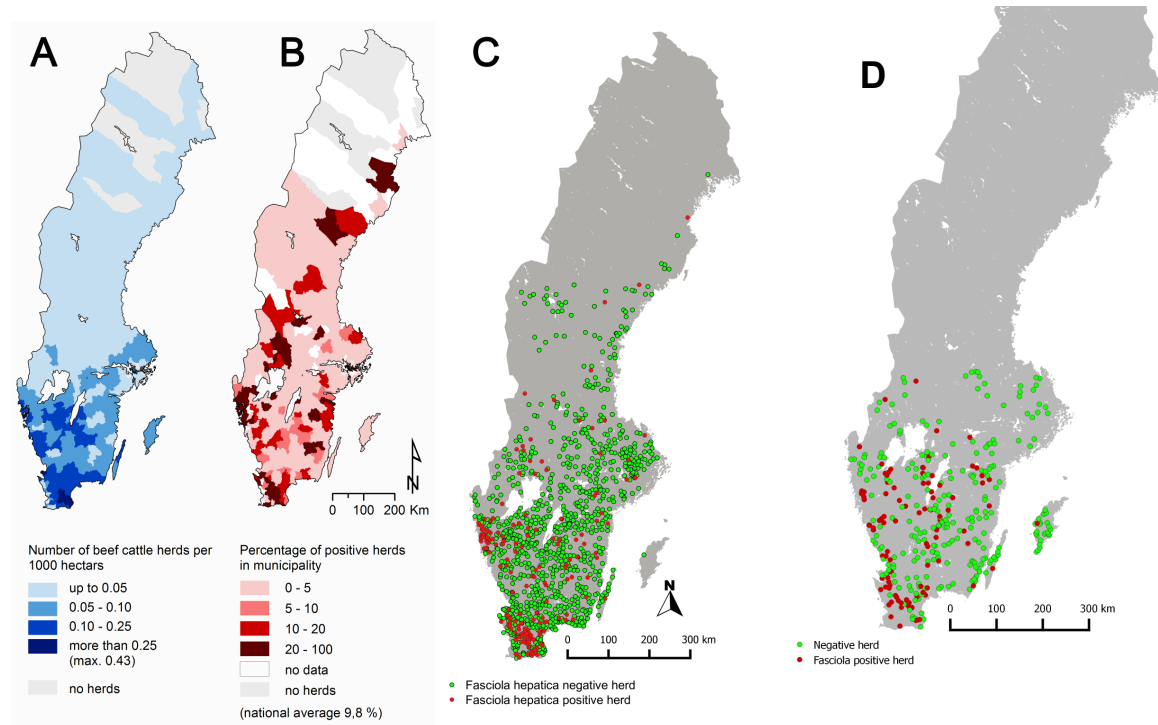 A
B
C
D
N
0 100 200 Km
Number of beef cattle herds per
1000 hectars
up to 0.05
0.05 - 0.10
0.10 - 0.25
more than 0.25
(max. 0.43)
no herds
Percentage of positive herds
in municipality
0 - 5
5 - 10
10 - 20
20 - 100
no data
no herds
(national average 9,8 %)
N
0 100 200 300 km
Fasciola hepatica negative herd
Fasciola hepatica positive herd
0 100 200 300 km
Negative herd
Fasciola positive herd